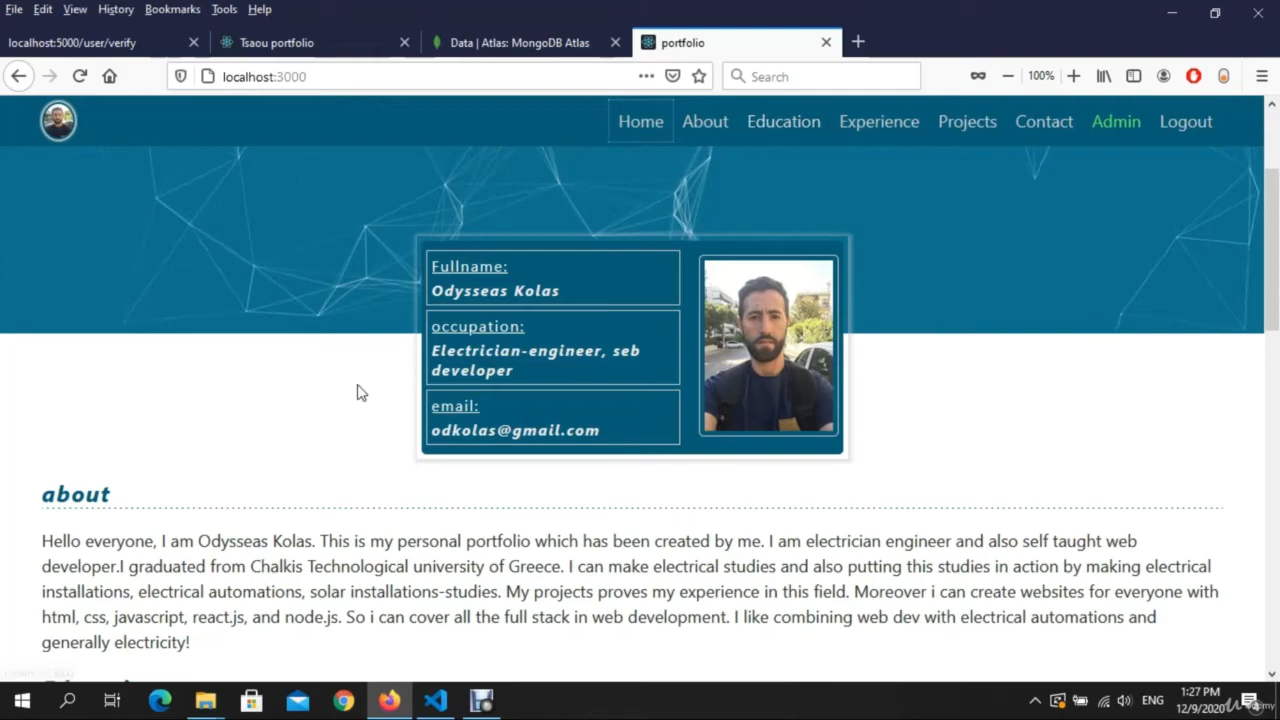 File Edit View History Bookmarks Tools Help
localhost:5000/user/verify Tsaou portfolio Data | Atlas: MongoDB Atlas portfolio
localhost:3000 Search 100%
Home About Education Experience Projects Contact Admin Logout
Fullname:
Odysseas Kolas
occupation:
Electrician-engineer, seb
developer
email:
odkolas@gmail.com
about
Hello everyone, I am Odysseas Kolas. This is my personal portfolio which has been created by me. I am electrician engineer and also self taught web
developer.I graduated from Chalkis Technological university of Greece. I can make electrical studies and also putting this studies in action by making electrical
installations, electrical automations, solar installations-studies. My projects proves my experience in this field. Moreover i can create websites for everyone with
html, css, javascript, react.js, and node.js. So i can cover all the full stack in web development. I like combining web dev with electrical automations and
generally electricity!
ENG
1:27 PM
12/9/2020